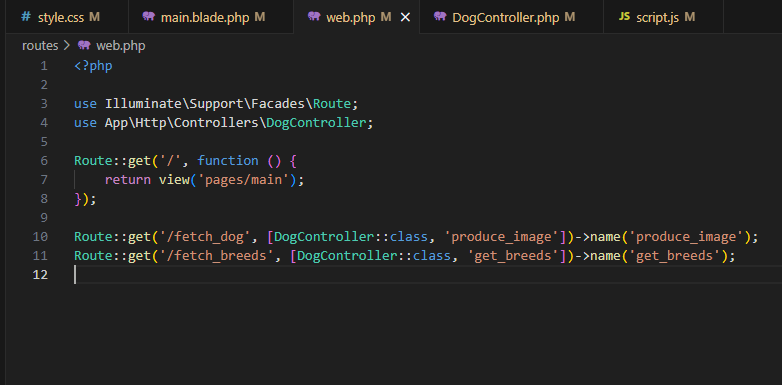 # style.css M main.blade.php M web.php M × DogController.php M JS script.js M
routes > web.php
1 <?php
2
3 use Illuminate\Support\Facades\Route;
4 use App\Http\Controllers\DogController;
5
6 Route::get('/', function () {
7     return view('pages/main');
8 });
9
10 Route::get('/fetch_dog', [DogController::class, 'produce_image'])->name('produce_image');
11 Route::get('/fetch_breeds', [DogController::class, 'get_breeds'])->name('get_breeds');
12